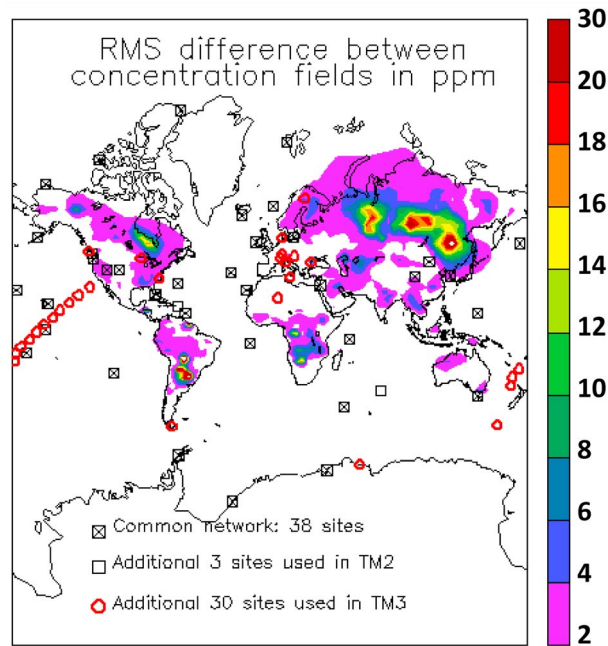 RMS difference between
concentration fields in ppm
30
20
18
16
14
12
10
8
6
4
2
Common network: 38 sites
Additional 3 sites used in TM2
Additional 30 sites used in TM3